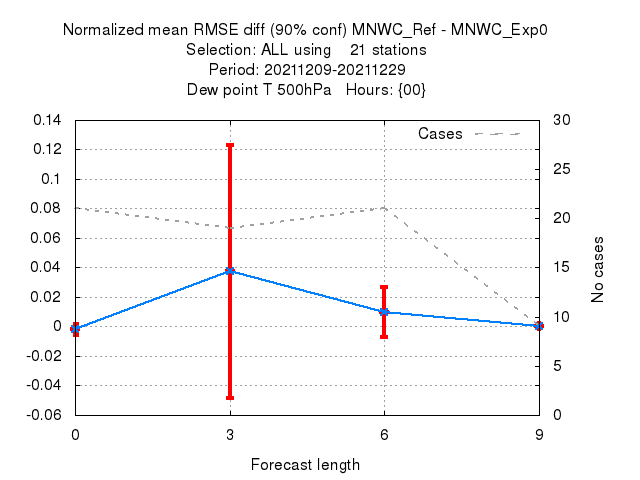 Normalized mean RMSE diff (90% conf) MNWC_Ref - MNWC_Exp0
Selection: ALL using    21 stations
Period: 20211209-20211229
Dew point T 500hPa   Hours: {00}
Cases
0.14
0.12
0.1
0.08
0.06
0.04
0.02
0
-0.02
-0.04
-0.06
30
25
20
15
10
5
0
No cases
0 3 6 9
Forecast length